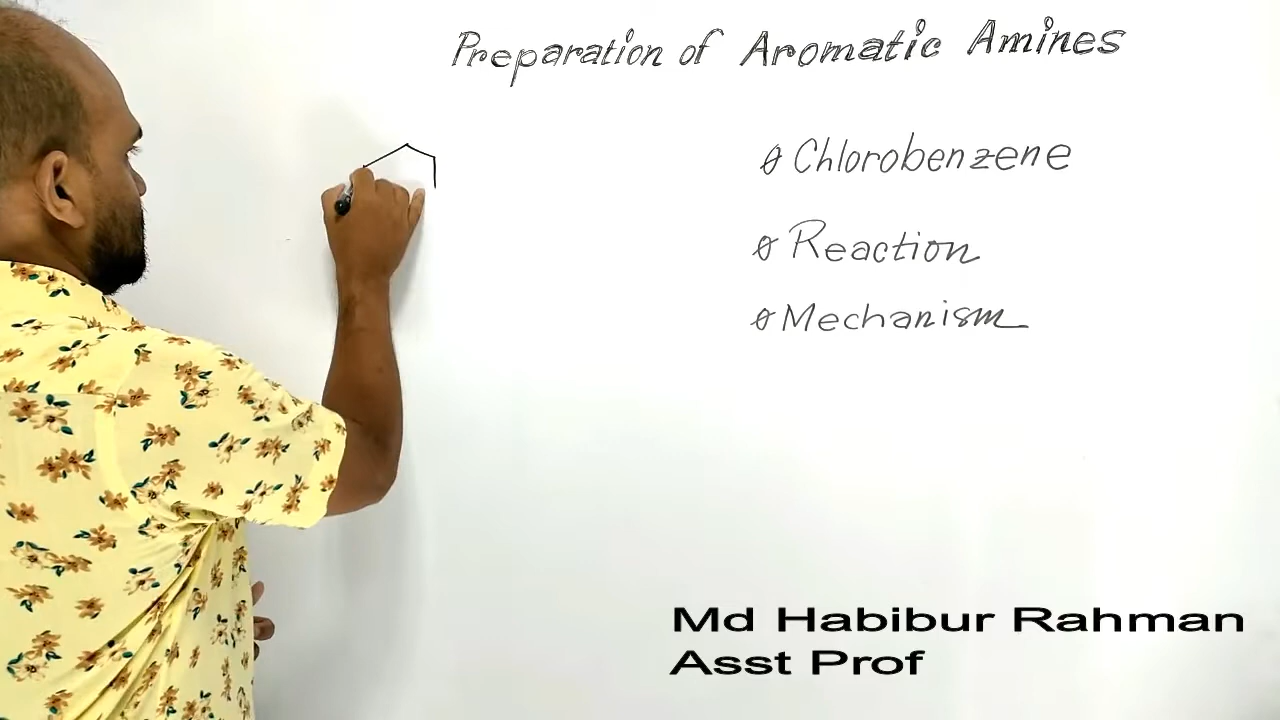 Preparation of Aromatic Amines
Chlorobenzene
Reaction
Mechanism
Md Habibur Rahman
Asst Prof